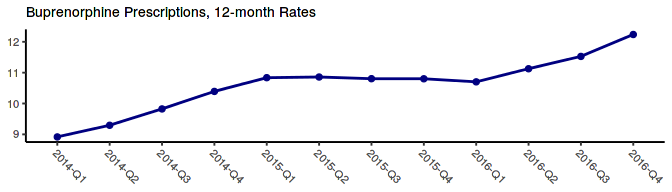 Buprenorphine Prescriptions, 12-month Rates
12
11
10
9
2014-Q1
2014-Q2
2014-Q3
2014-Q4
2015-Q1
2015-Q2
2015-Q3
2015-Q4
2016-Q1
2016-Q2
2016-Q3
2016-Q4